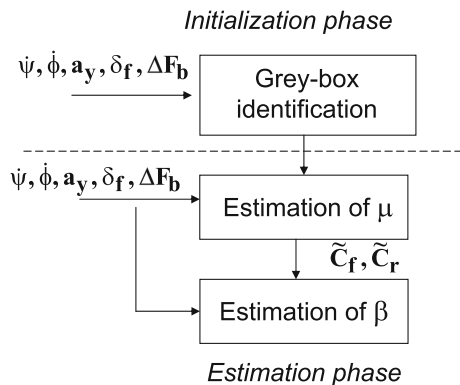 Initialization phase
ψ̇, ϕ̇, a_y, δ_f, ΔF_b
Grey-box
identification
ψ̇, ϕ̇, a_y, δ_f, ΔF_b
Estimation of μ
C̃_f, C̃_r
Estimation of β
Estimation phase